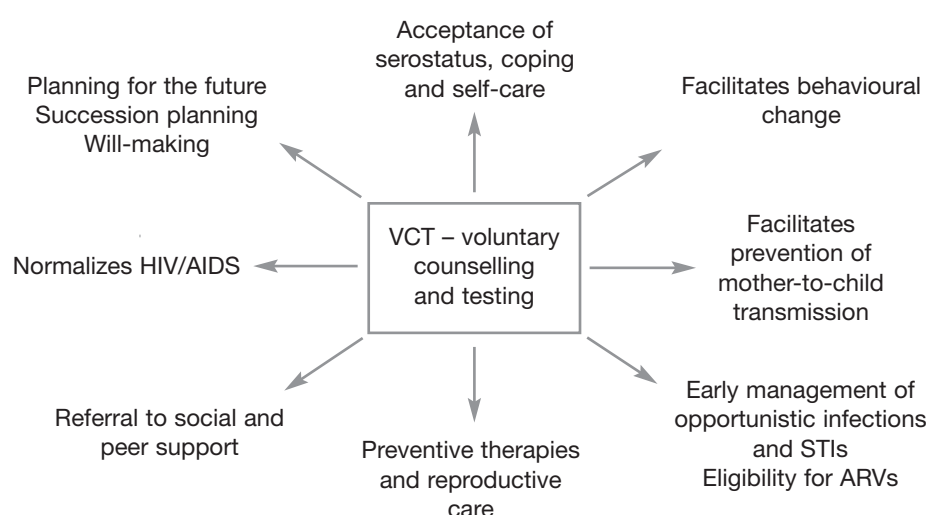 Acceptance of
serostatus, coping
and self-care
Planning for the future
Succession planning
Will-making
Facilitates behavioural
change
VCT – voluntary
counselling
and testing
Normalizes HIV/AIDS
Facilitates
prevention of
mother-to-child
transmission
Referral to social and
peer support
Preventive therapies
and reproductive
care
Early management of
opportunistic infections
and STIs
Eligibility for ARVs